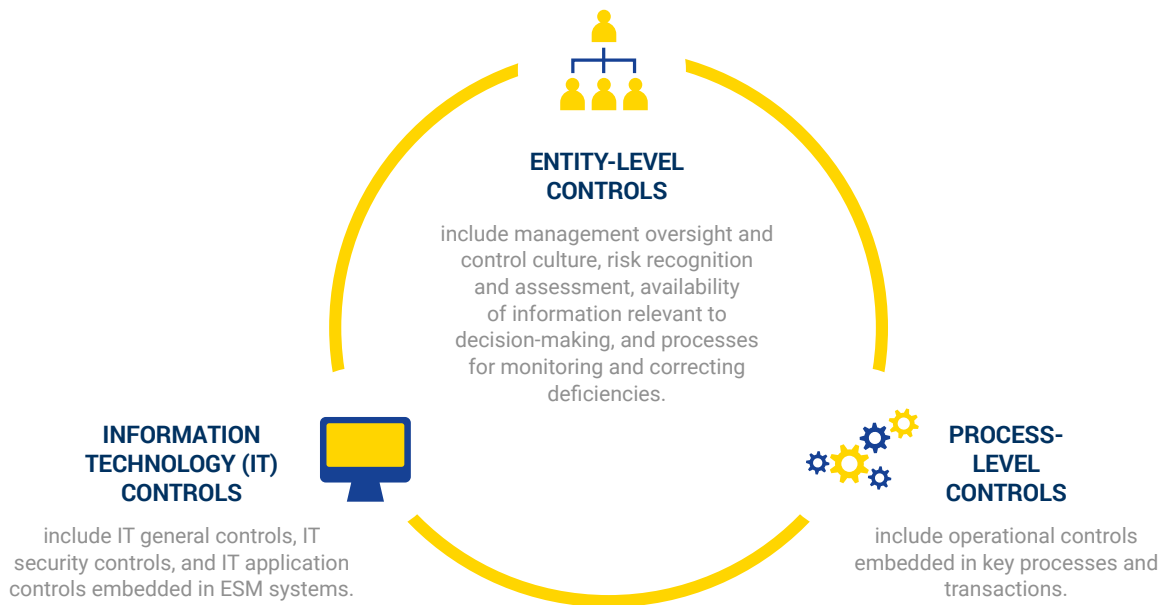 ENTITY-LEVEL
CONTROLS
include management oversight and
control culture, risk recognition
and assessment, availability
of information relevant to
decision-making, and processes
for monitoring and correcting
deficiencies.
INFORMATION
TECHNOLOGY (IT)
CONTROLS
include IT general controls, IT
security controls, and IT application
controls embedded in ESM systems.
PROCESS-
LEVEL
CONTROLS
include operational controls
embedded in key processes and
transactions.